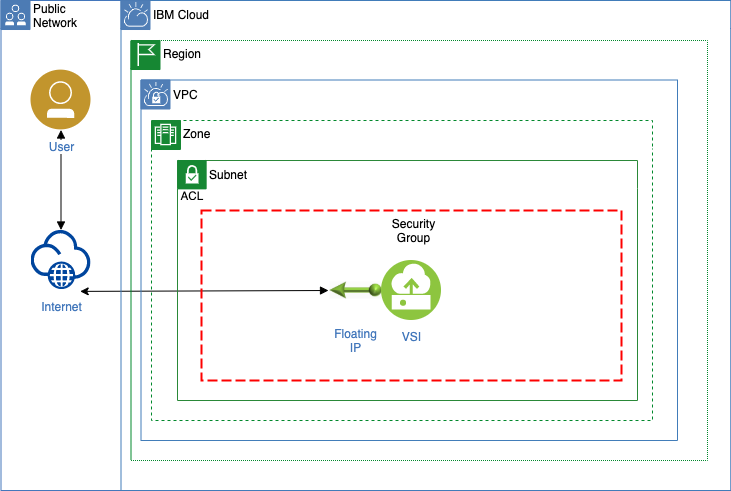 Public
Network
IBM Cloud
Region
VPC
Zone
User
Subnet
ACL
Security
Group
Internet
Floating
IP
VSI